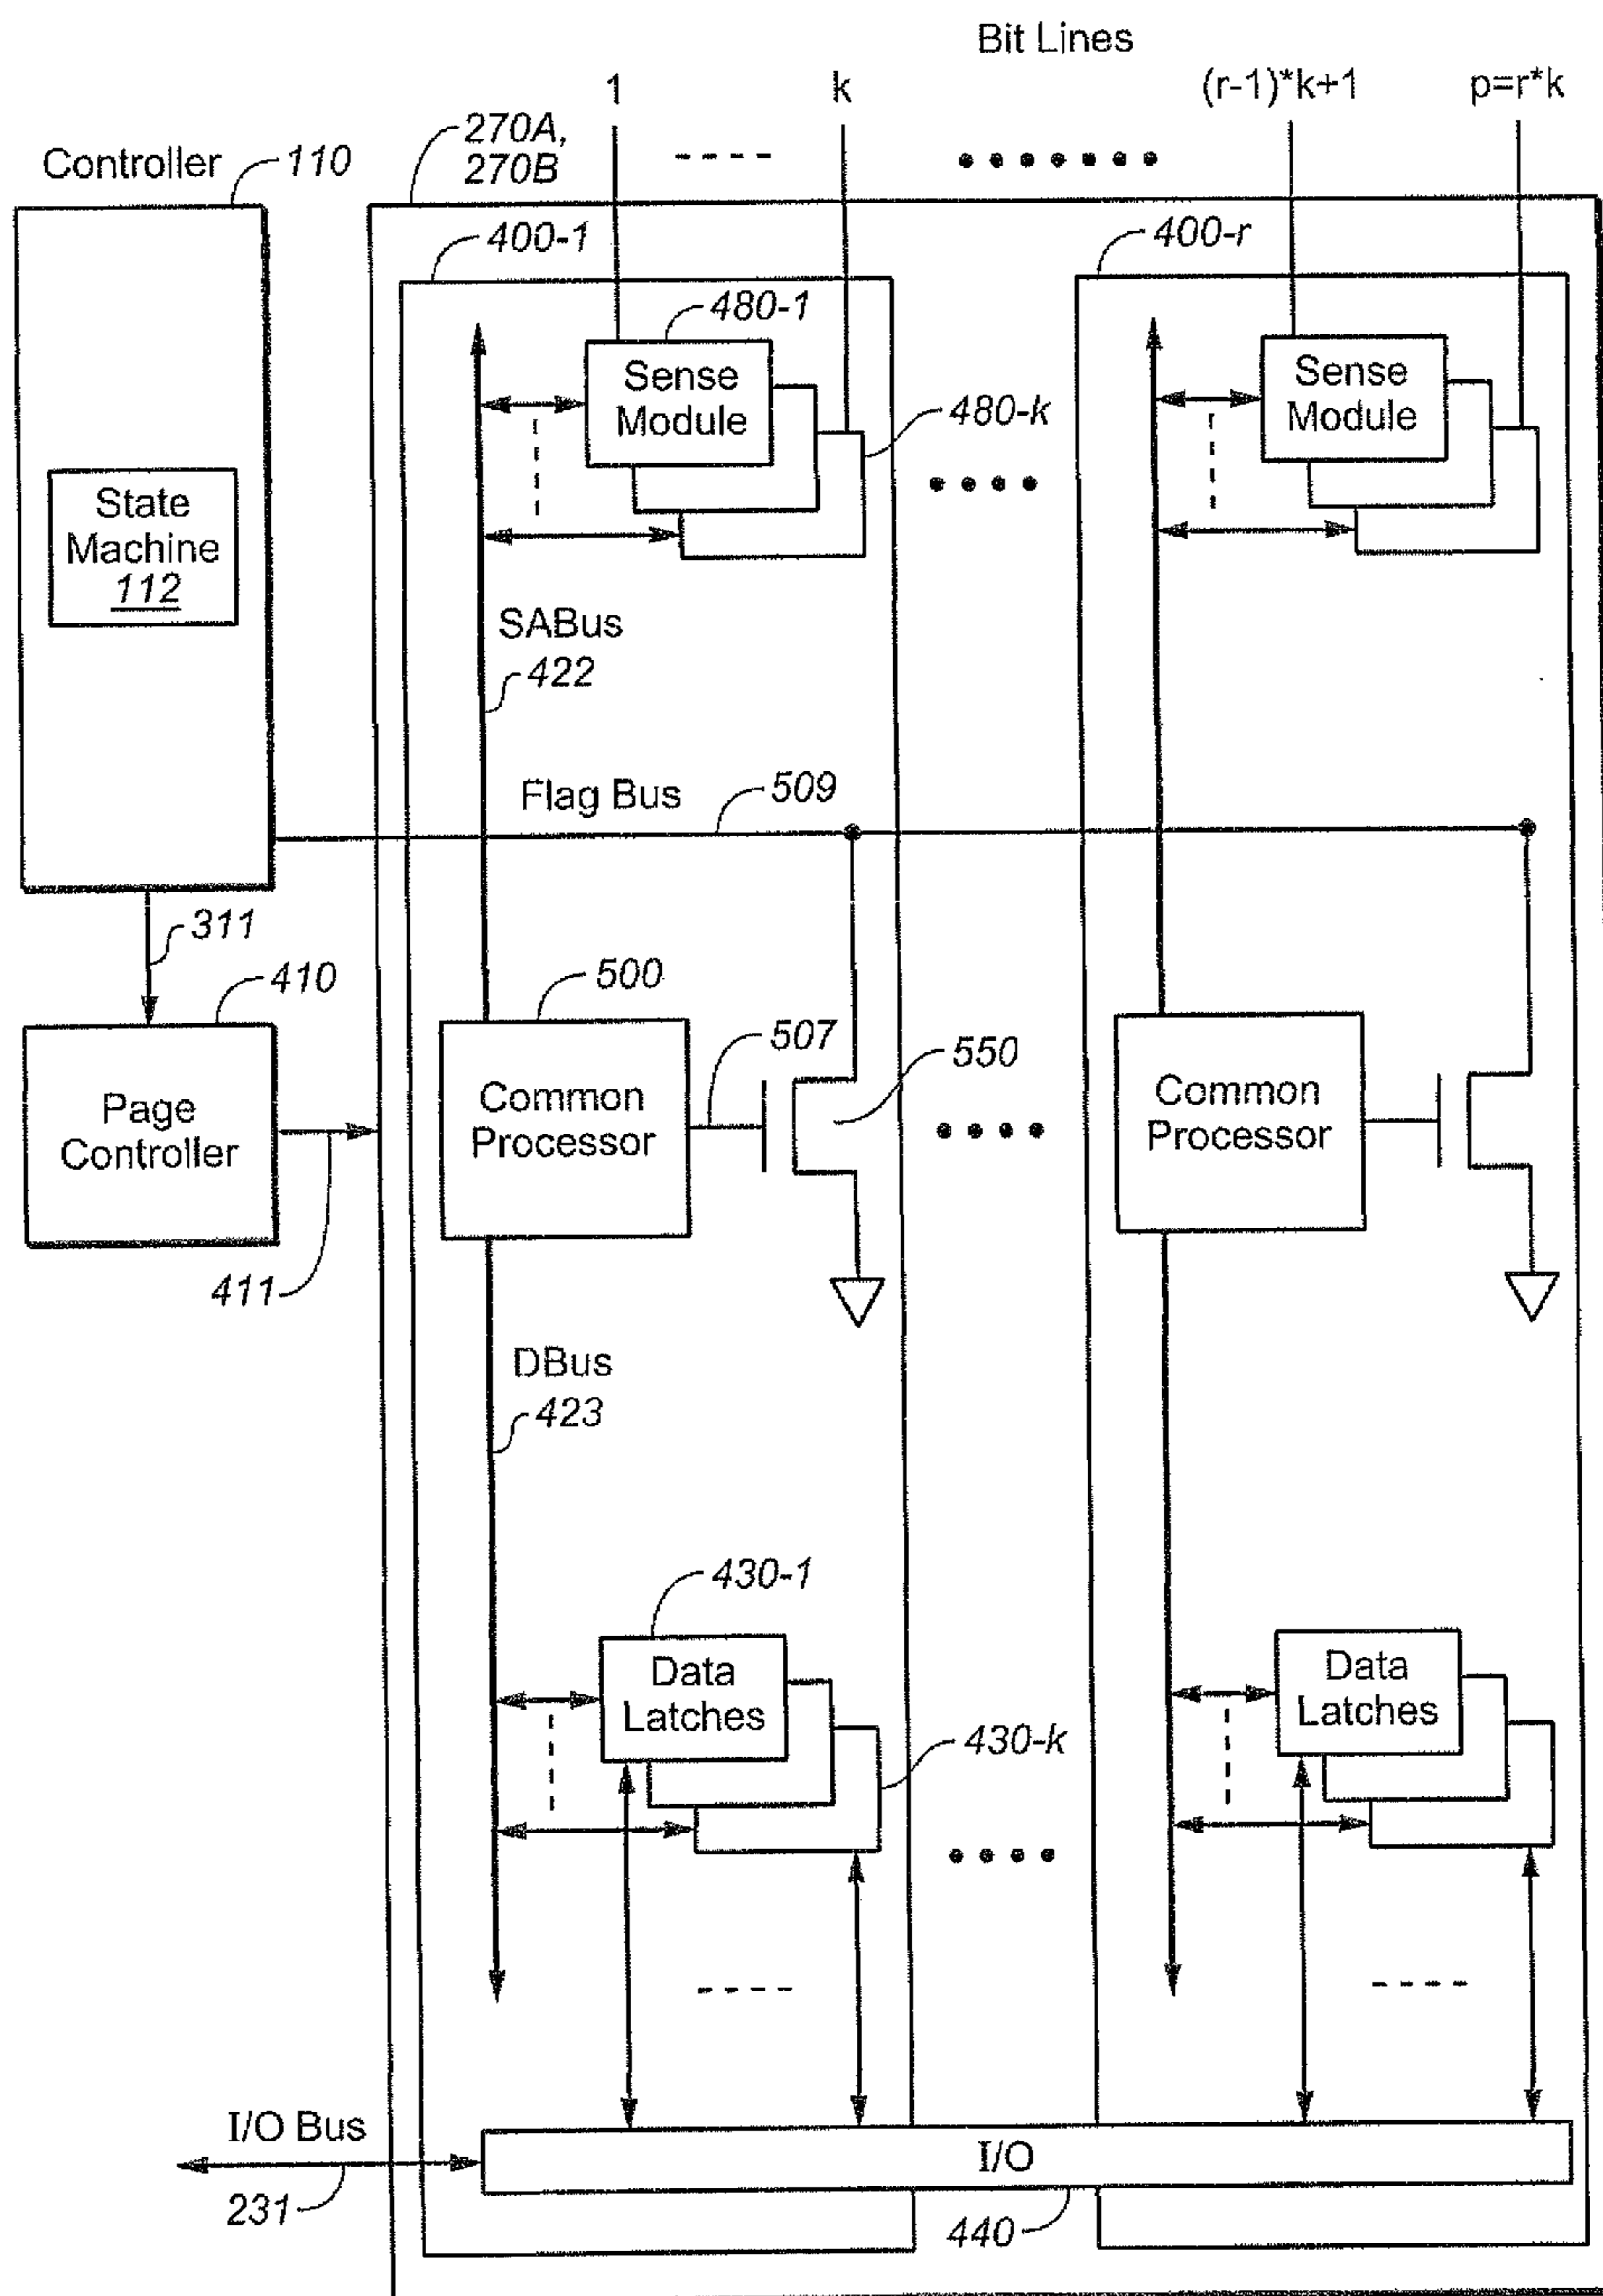 Bit Lines
1
k
(r-1)*k+1
p=r*k
270A,
270B
Controller
110
400-1
400-r
480-1
Sense
Module
480-k
Sense
Module
State
Machine
112
SABus
422
Flag Bus
509
311
410
500
507
550
Page
Controller
Common
Processor
Common
Processor
411
DBus
423
430-1
Data
Latches
430-k
Data
Latches
I/O Bus
231
I/O
440